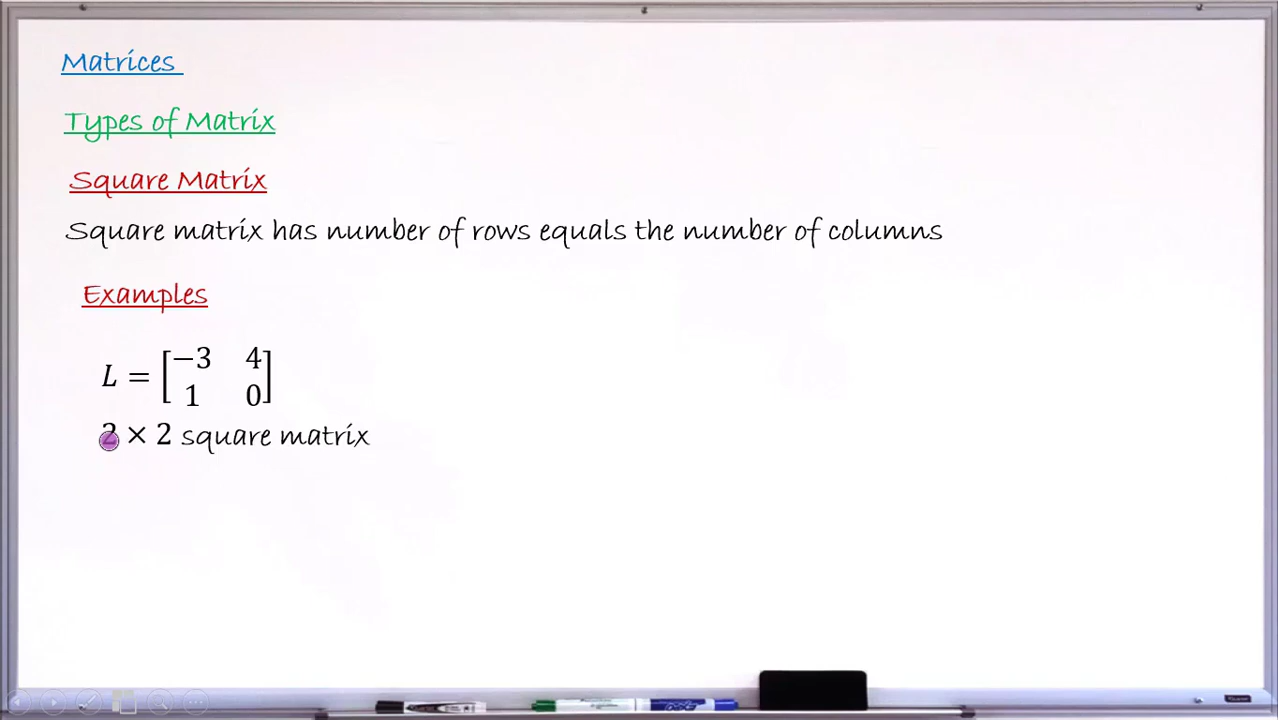 Matrices
Types of Matrix
Square Matrix
Square matrix has number of rows equals the number of columns
Examples
L = [−3 4
1 0]
2 × 2 square matrix